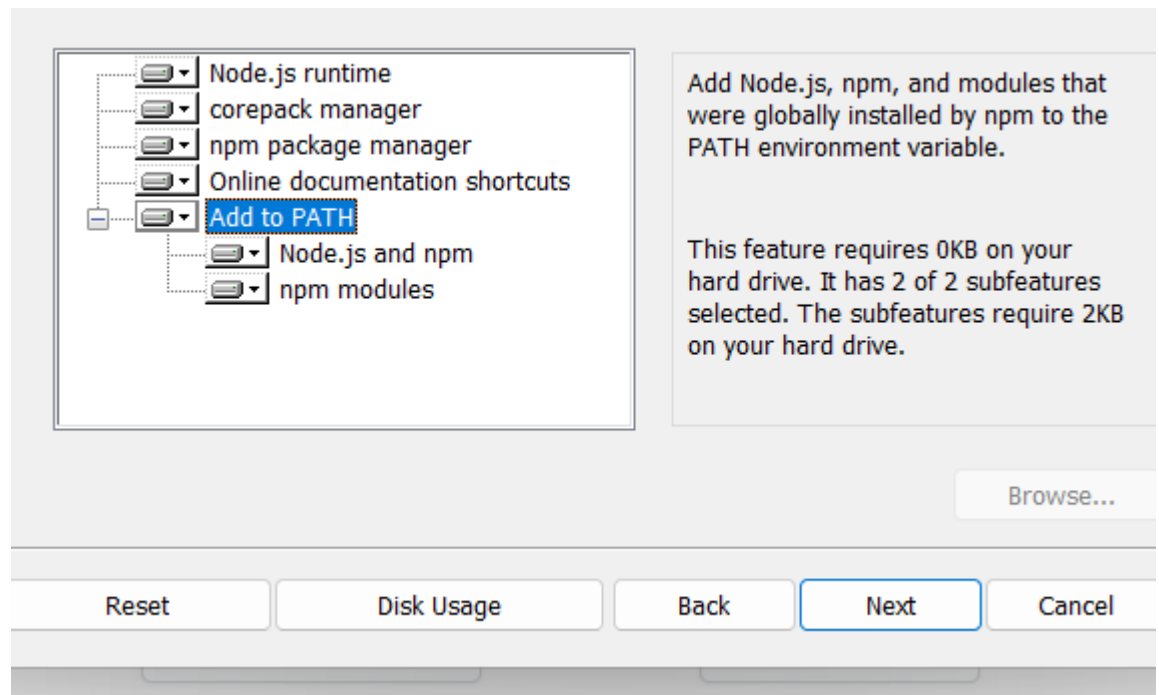 Node.js runtime
corepack manager
npm package manager
Online documentation shortcuts
Add to PATH
Node.js and npm
npm modules
Add Node.js, npm, and modules that
were globally installed by npm to the
PATH environment variable.
This feature requires 0KB on your
hard drive. It has 2 of 2 subfeatures
selected. The subfeatures require 2KB
on your hard drive.
Browse...
Reset
Disk Usage
Back
Next
Cancel